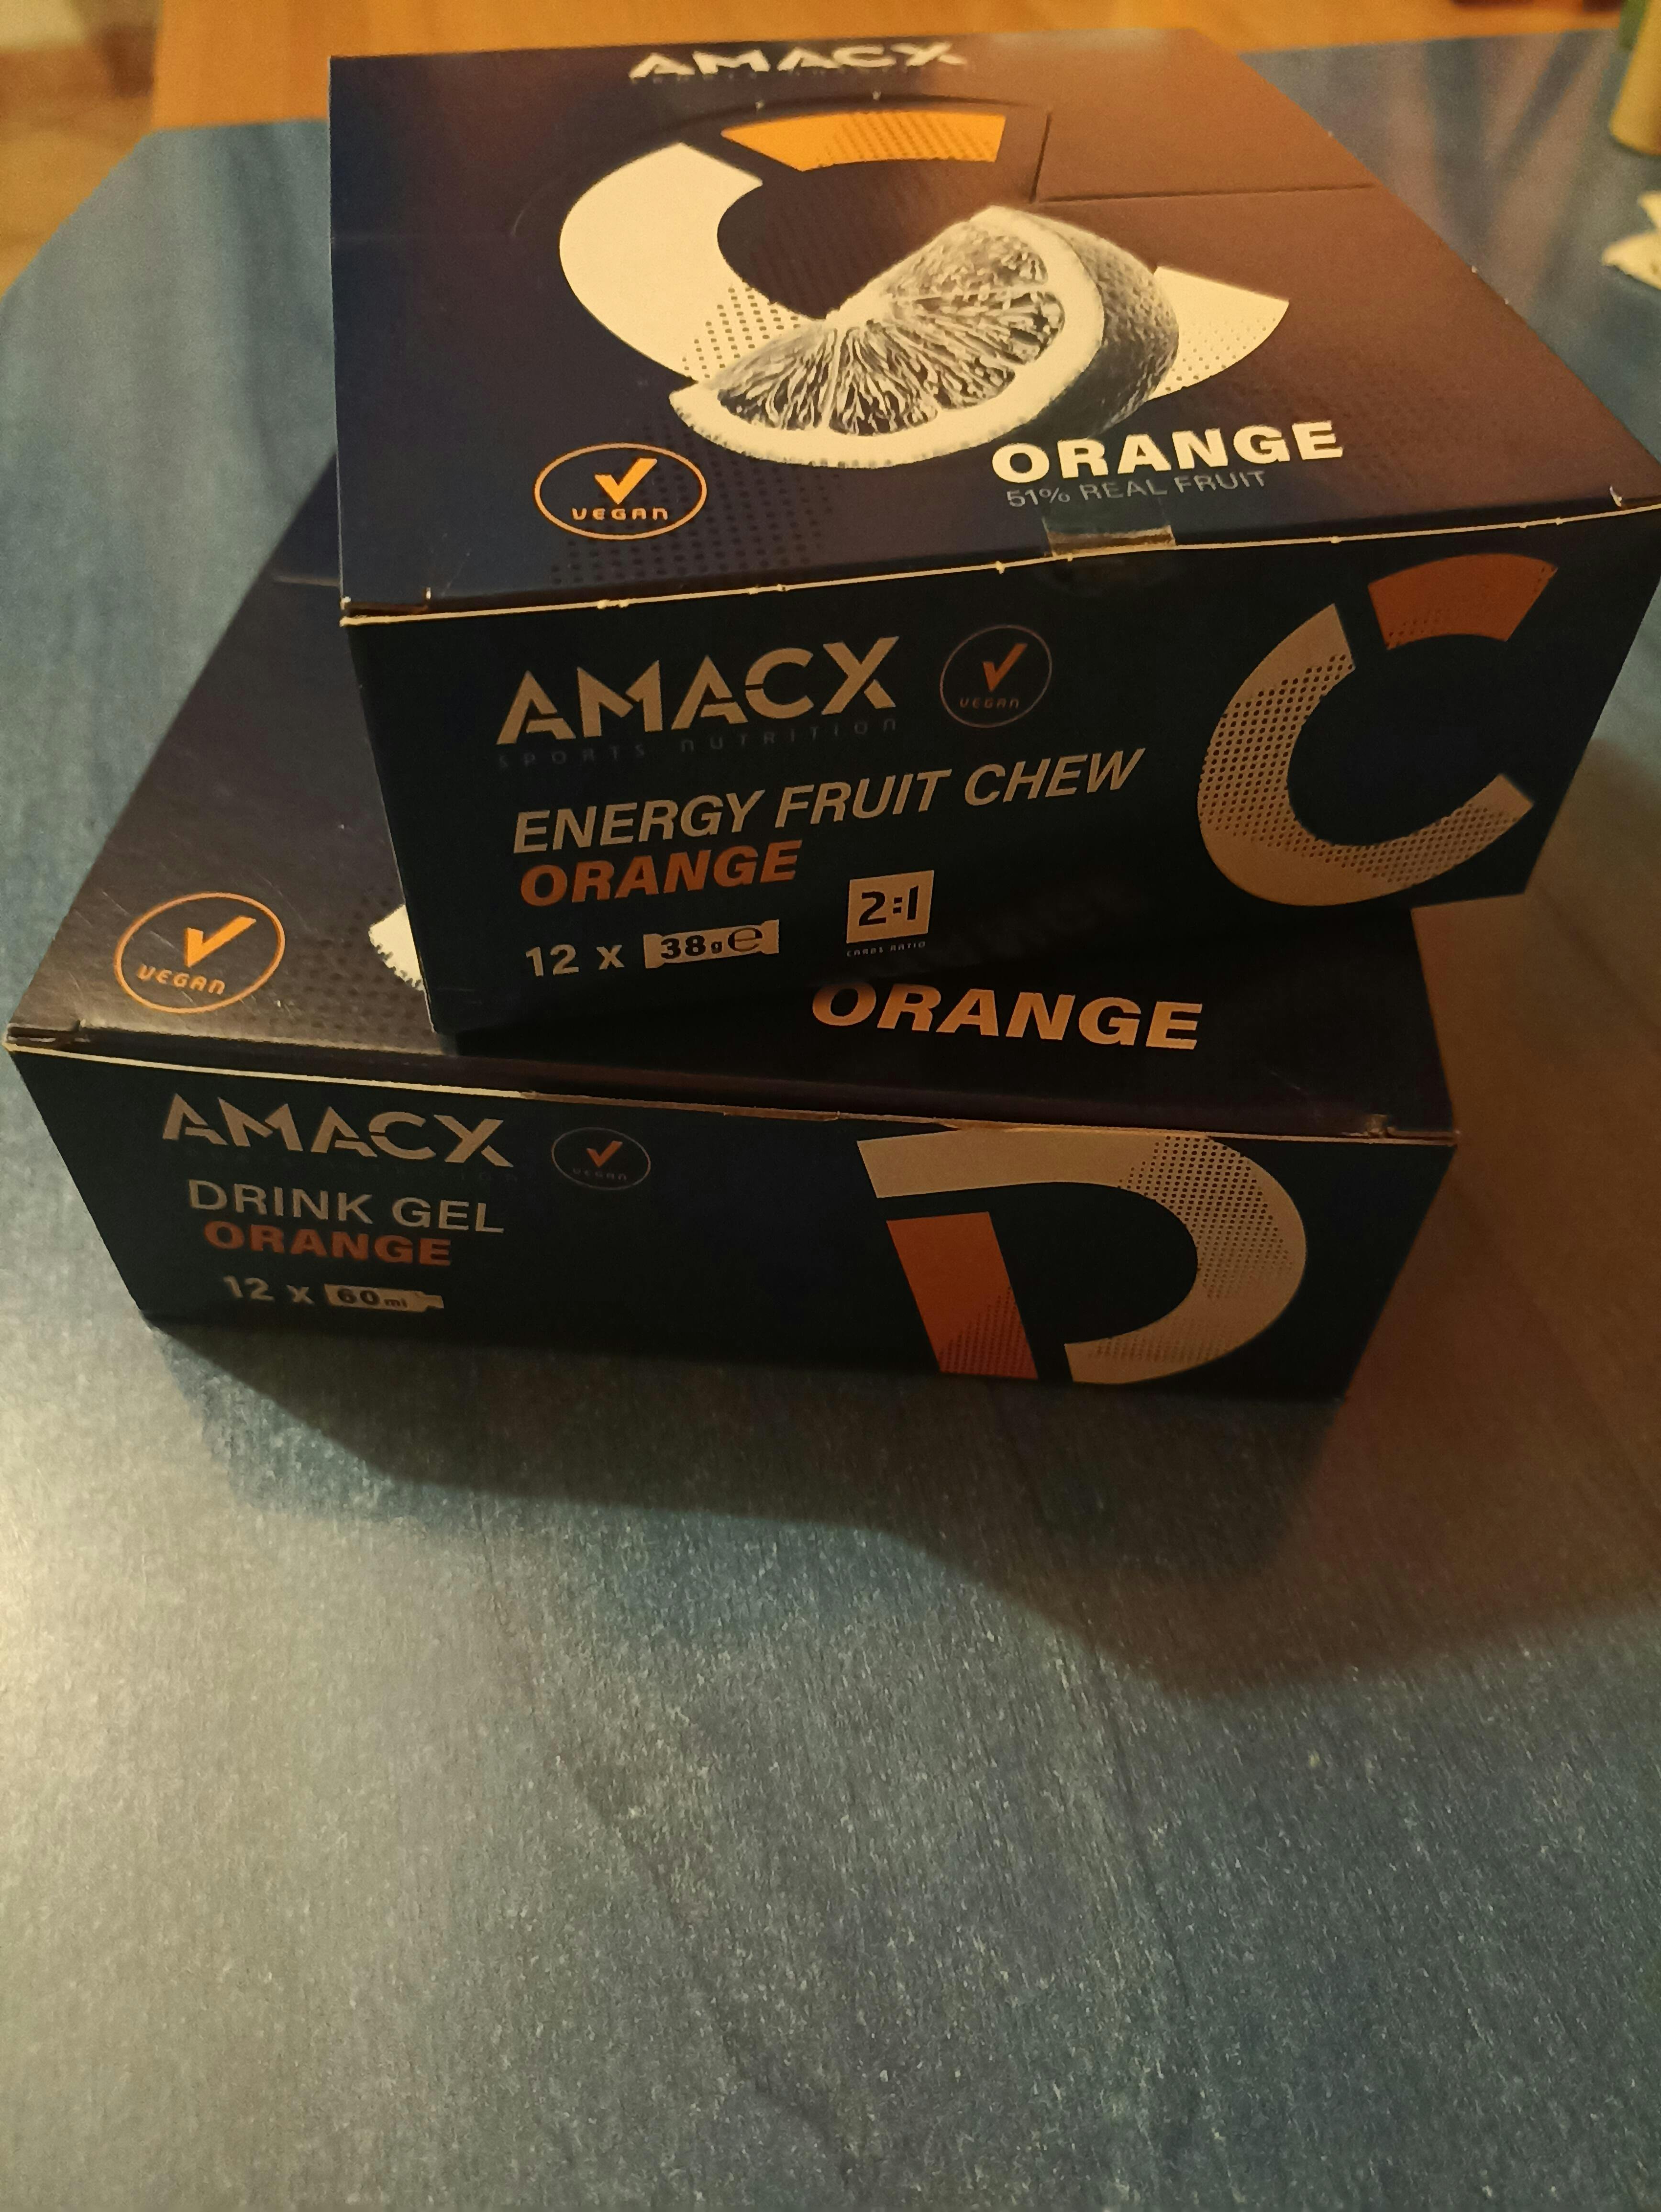 AMACX
VEGAN
ORANGE
51% REAL FRUIT
AMACX
VEGAN
SPORTS NUTRITION
ENERGY FRUIT CHEW
ORANGE
12 x 38g e
2:1
CARBS RATIO
VEGAN
ORANGE
AMACX
VEGAN
DRINK GEL
ORANGE
12 x 60ml